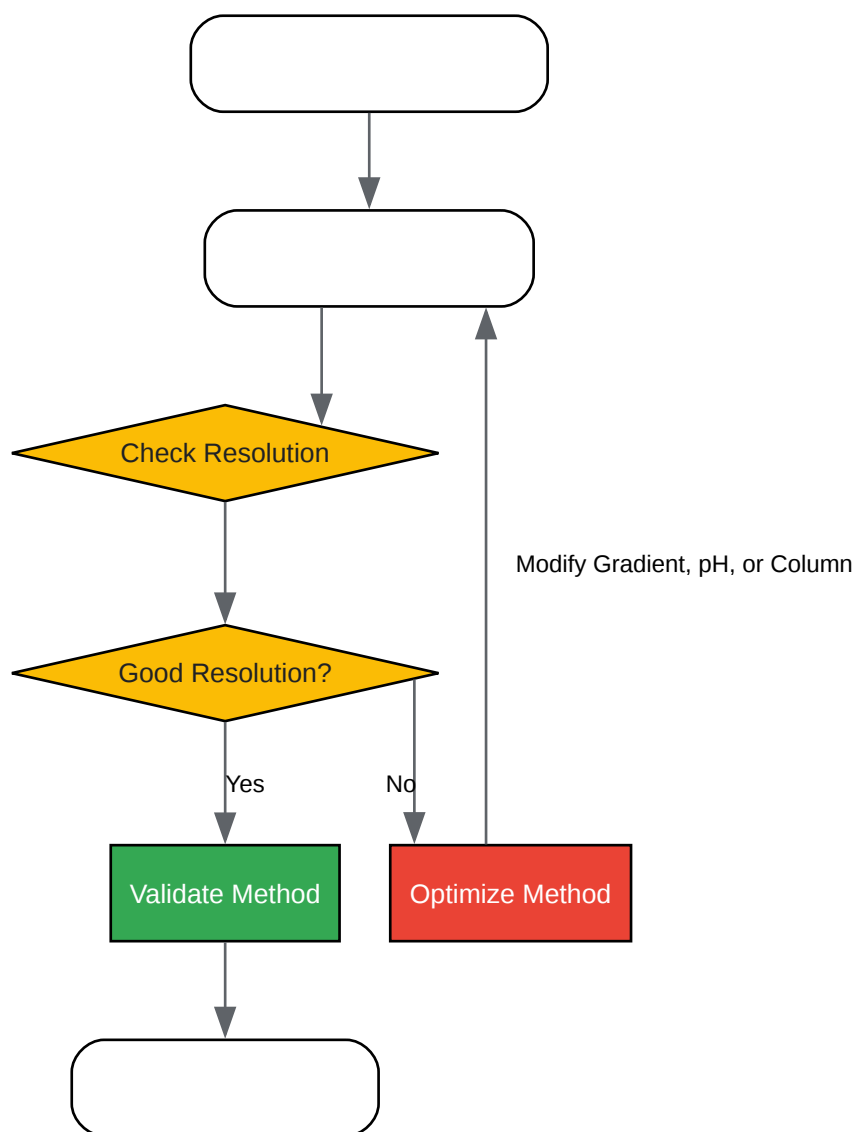 Check Resolution
Modify Gradient, pH, or Column
Good Resolution?
Yes
No
Validate Method
Optimize Method